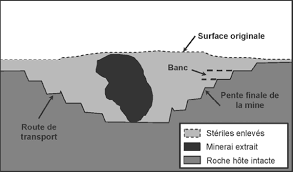 Surface originale
Banc
Pente finale de
la mine
Route de
transport
Stériles enlevés
Minerai extrait
Roche hôte intacte